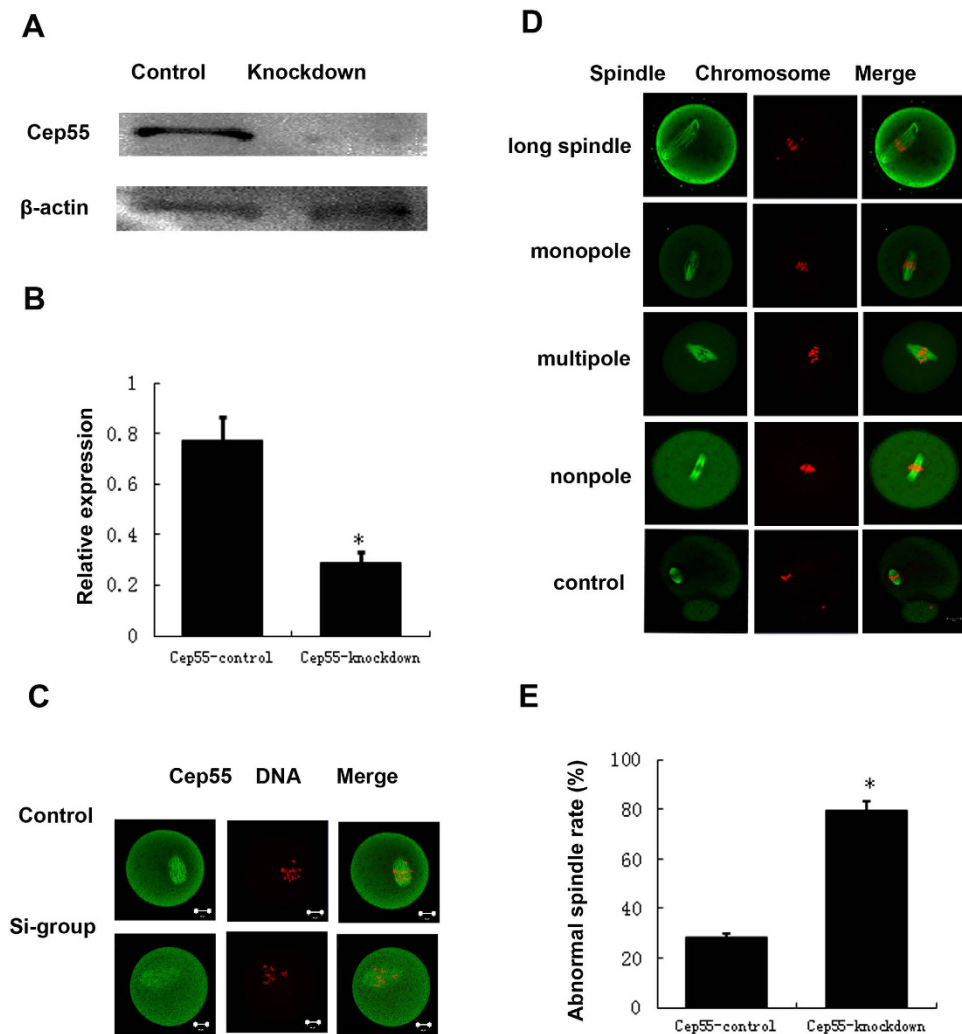 A
Control Knockdown
Cep55
β-actin
B
Relative expression
1
0.8
0.6
0.4
0.2
0
*
Cep55-control Cep55-knockdown
C
Cep55 DNA Merge
Control
Si-group
D
Spindle Chromosome Merge
long spindle
monopole
multipole
nonpole
control
E
Abnormal spindle rate (%)
100
80
60
40
20
0
*
Cep55-control Cep55-knockdown